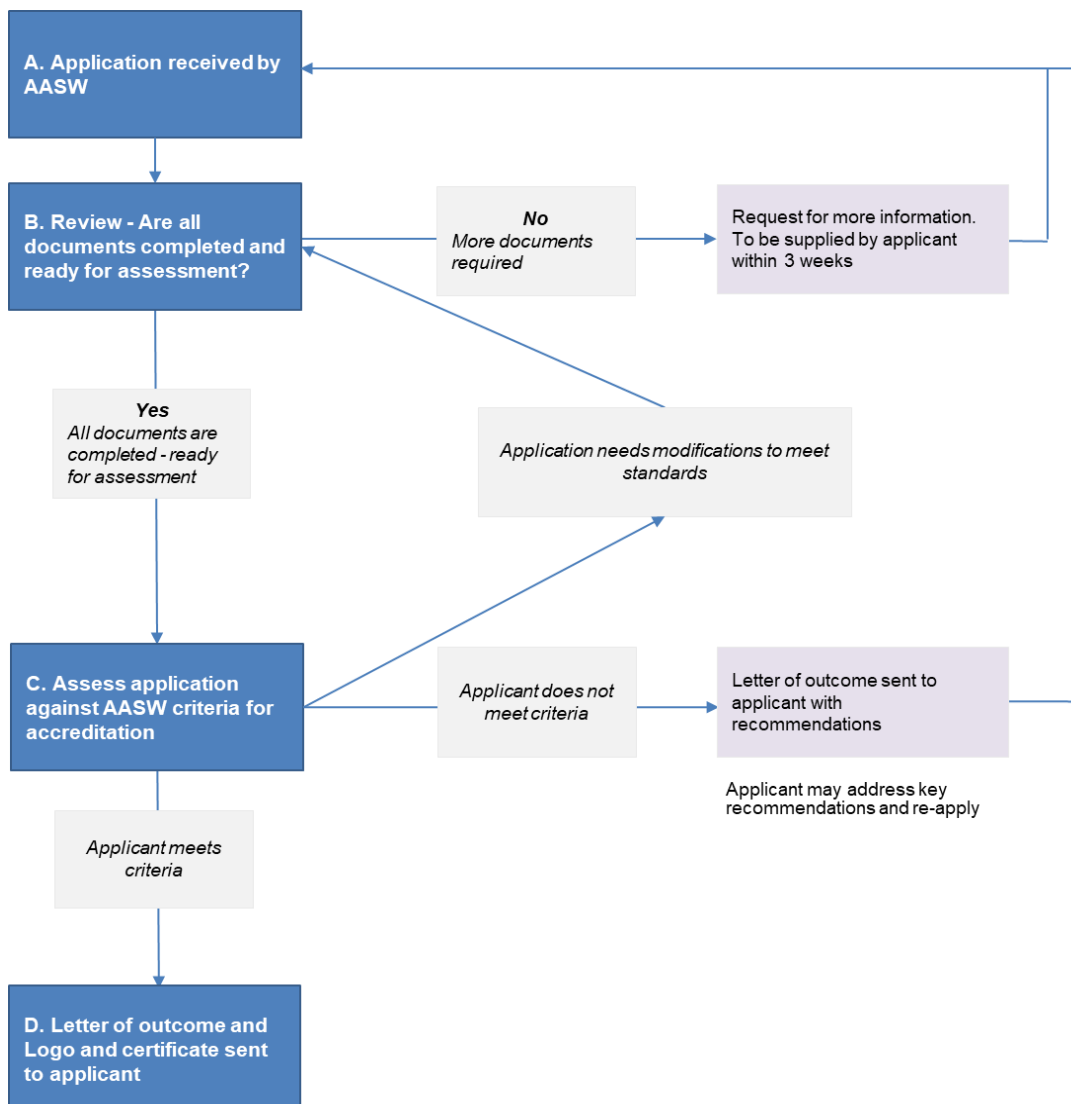 A. Application received by
AASW
B. Review - Are all
documents completed and
ready for assessment?
No
More documents
required
Request for more information.
To be supplied by applicant
within 3 weeks
Yes
All documents are
completed - ready
for assessment
Application needs modifications to meet
standards
C. Assess application
against AASW criteria for
accreditation
Applicant does not
meet criteria
Letter of outcome sent to
applicant with
recommendations
Applicant may address key
recommendations and re-apply
Applicant meets
criteria
D. Letter of outcome and
Logo and certificate sent
to applicant